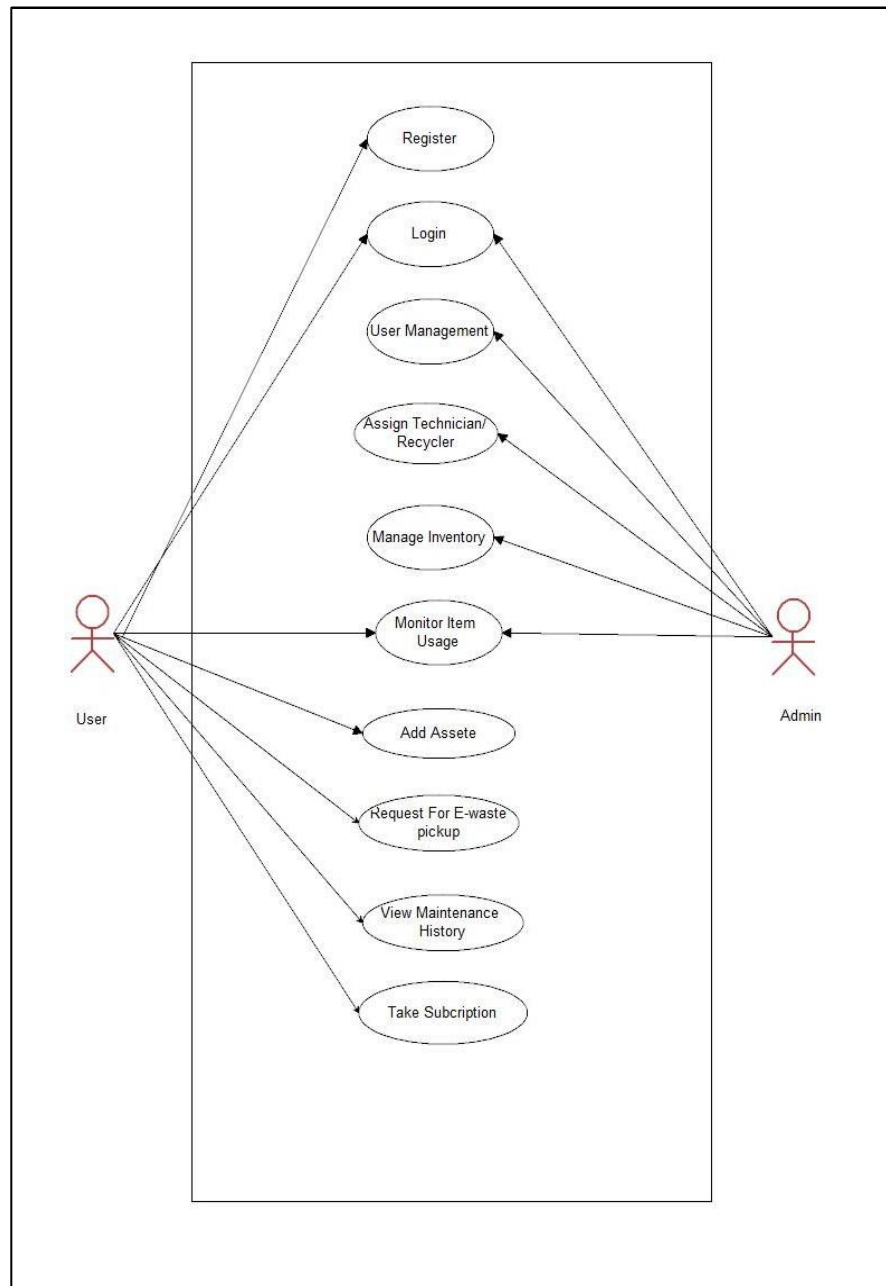 Register
Login
User Management
Assign Technician/
Recycler
Manage Inventory
Monitor Item
Usage
User
Admin
Add Assete
Request For E-waste
pickup
View Maintenance
History
Take Subcription